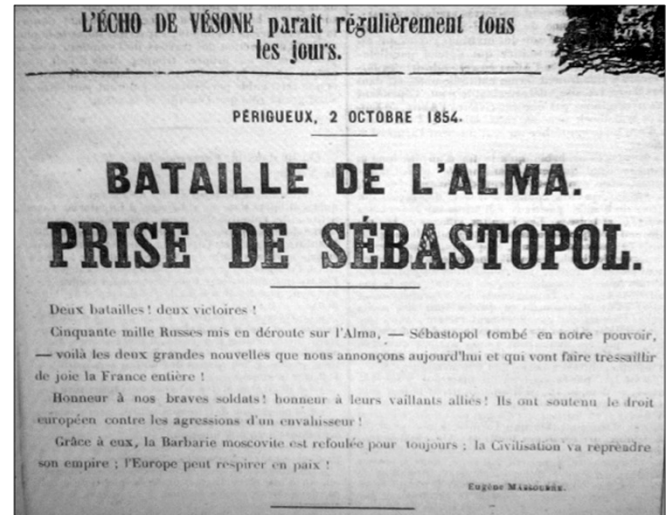 L'ÉCHO DE VÉSONE parait régulièrement tous
les jours.
PÉRIGUEUX, 2 OCTOBRE 1854.
BATAILLE DE L'ALMA.
PRISE DE SÉBASTOPOL.
Deux batailles ! deux victoires !
Cinquante mille Russes mis en déroute sur l'Alma, — Sébastopol tombé en notre pouvoir,
— voilà les deux grandes nouvelles que nous annonçons aujourd'hui et qui vont faire tressaillir
de joie la France entière !
Honneur à nos braves soldats ! honneur à leurs vaillants alliés ! Ils ont soutenu le droit
européen contre les agressions d'un envahisseur !
Grâce à eux, la Barbarie moscovite est refoulée pour toujours ; la Civilisation va reprendre
son empire ; l'Europe peut respirer en paix !
Eugène